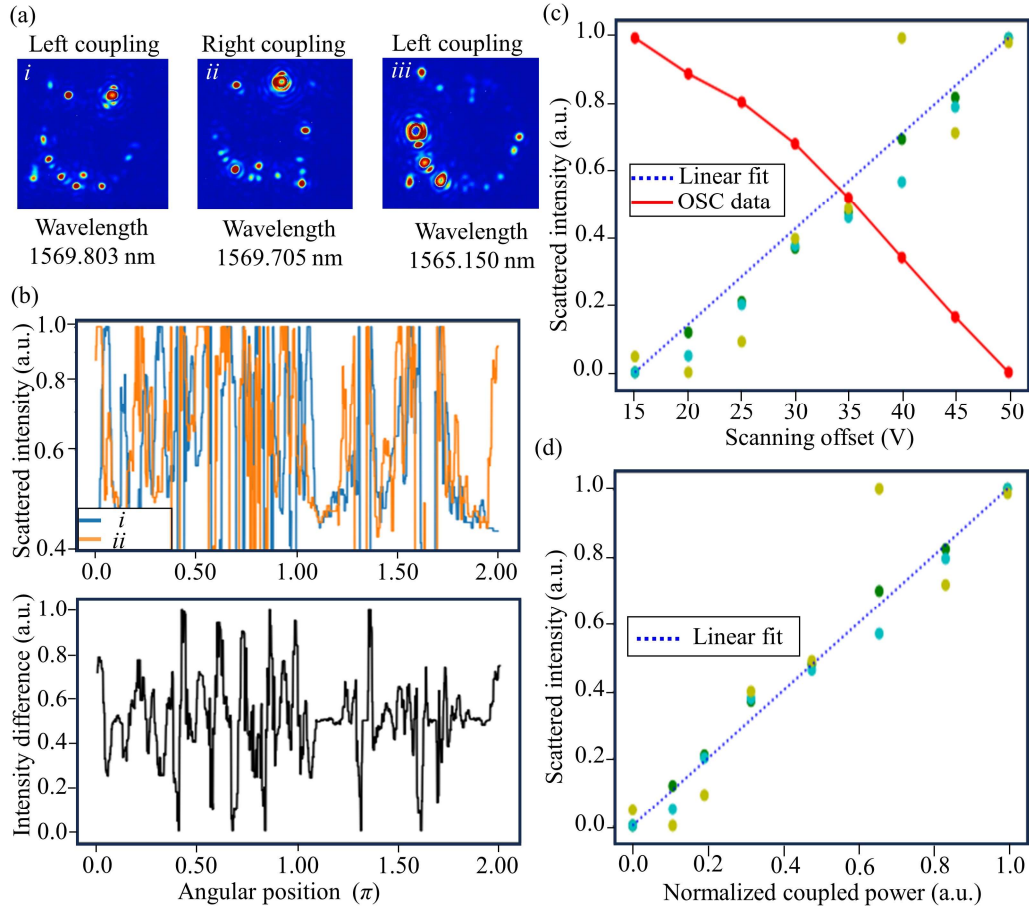 (a)
Left coupling
Right coupling
Left coupling
i
ii
iii
Wavelength
1569.803 nm
Wavelength
1569.705 nm
Wavelength
1565.150 nm
(b)
Scattered intensity (a.u.)
1.0
0.8
0.6
0.4
i
ii
0.0
0.50
1.00
1.50
2.00
Intensity difference (a.u.)
1.0
0.8
0.6
0.4
0.2
0.0
0.0
0.50
1.00
1.50
2.00
Angular position (π)
(c)
Scattered intensity (a.u.)
1.0
0.8
0.6
0.4
0.2
0.0
Linear fit
OSC data
15
20
25
30
35
40
45
50
Scanning offset (V)
(d)
Scattered intensity (a.u.)
1.0
0.8
0.6
0.4
0.2
0.0
Linear fit
0.0
0.2
0.4
0.6
0.8
1.0
Normalized coupled power (a.u.)